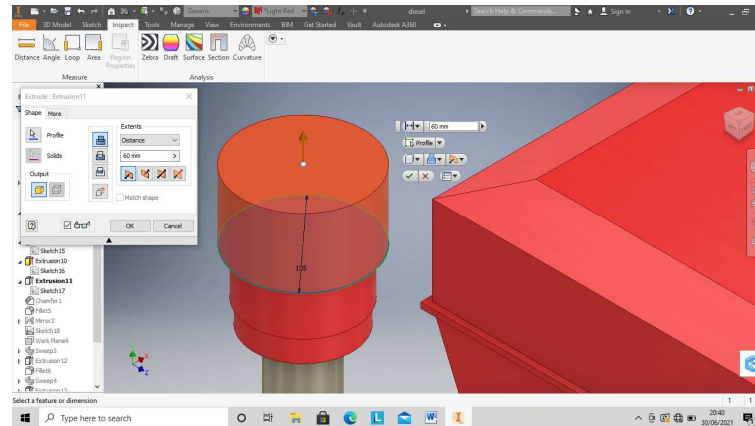 Generic
*Light Red
diesel
Search Help & Commands...
Sign In
File 3D Model Sketch Inspect Tools Manage View Environments BIM Get Started Vault Autodesk A360
Distance Angle Loop Area Region Properties Zebra Draft Surface Section Curvature
Measure Analysis
Extrude : Extrusion11
Shape More
Profile
Solids
Output
Extents
Distance
60 mm
Match shape
OK Cancel
60 mm
Profile
105
Sketch15
Extrusion10
Sketch16
Extrusion11
Sketch17
Chamfer1
Fillet5
Mirror2
Sketch18
Work Plane6
Sweep3
Extrusion12
Fillet6
Sweep4
Extrusion13
Select a feature or dimension
1 1
Type here to search
20:40
30/06/2021